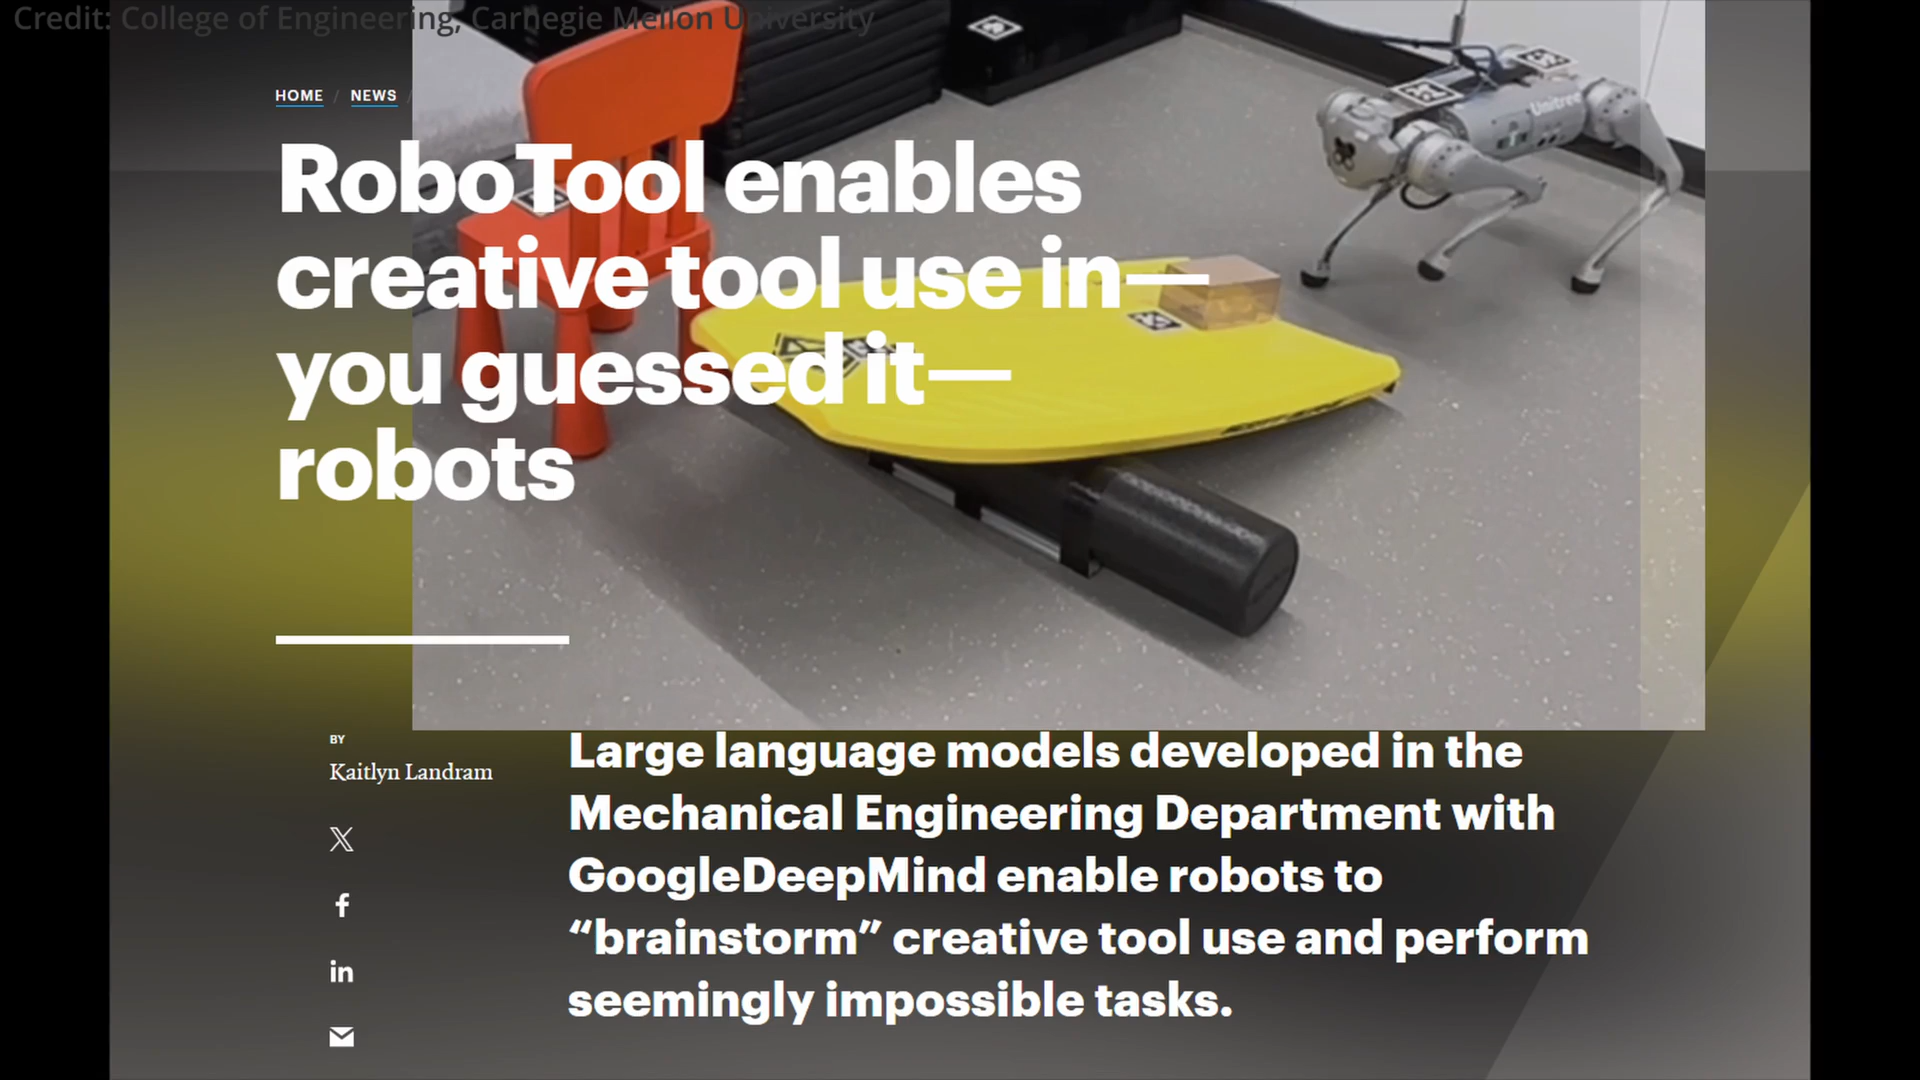 Credit: College of Engineering, Carnegie Mellon University
HOME / NEWS /
RoboTool enables
creative tool use in—
you guessed it—
robots
Unitree
BY
Kaitlyn Landram
Large language models developed in the
Mechanical Engineering Department with
GoogleDeepMind enable robots to
“brainstorm” creative tool use and perform
seemingly impossible tasks.